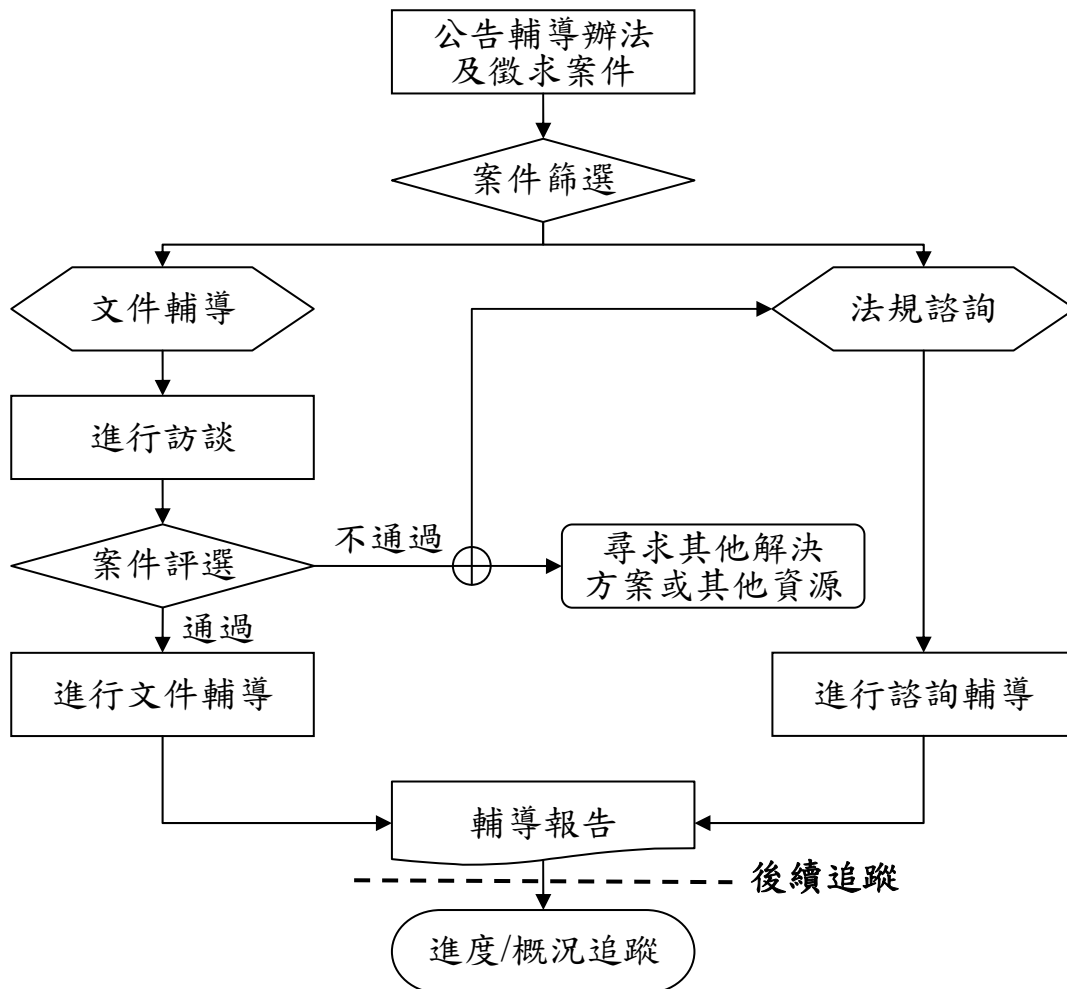 公告輔導辦法
及徵求案件
案件篩選
文件輔導
法規諮詢
進行訪談
不通過
案件評選
尋求其他解決
方案或其他資源
通過
進行文件輔導
進行諮詢輔導
輔導報告
後續追蹤
進度/概況追蹤